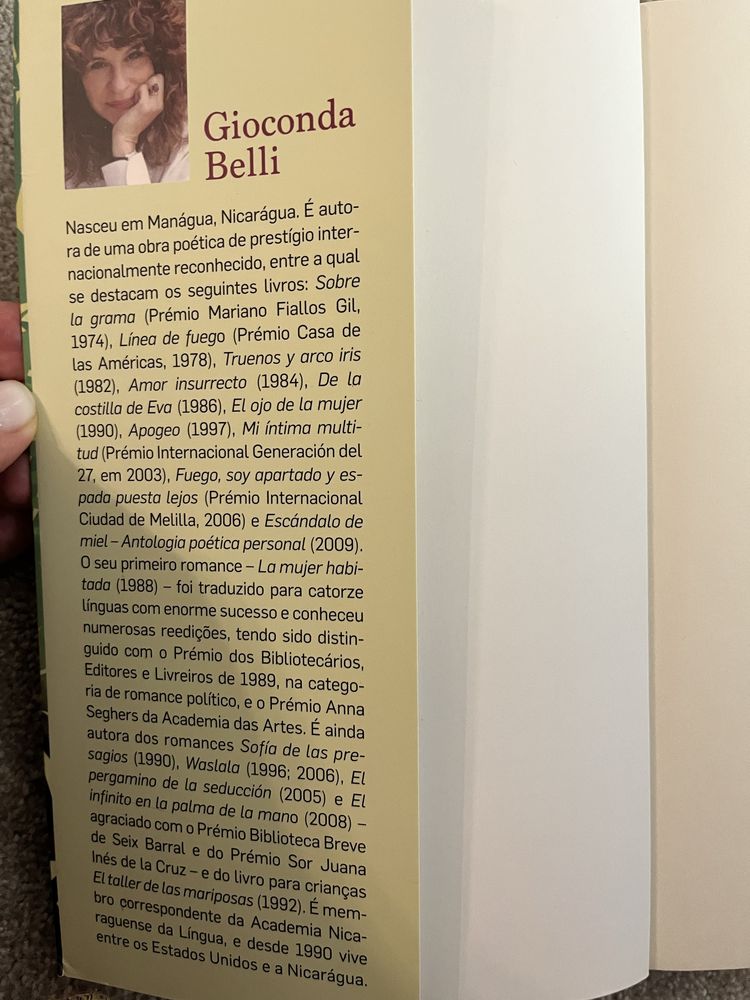 Gioconda
Belli
Nasceu em Manágua, Nicarágua. É auto-
ra de uma obra poética de prestígio inter-
nacionalmente reconhecido, entre a qual
se destacam os seguintes livros: Sobre
la grama (Prémio Mariano Fiallos Gil,
1974), Línea de fuego (Prémio Casa de
las Américas, 1978), Truenos y arco iris
(1982), Amor insurrecto (1984), De la
costilla de Eva (1986), El ojo de la mujer
(1990), Apogeo (1997), Mi íntima multi-
tud (Prémio Internacional Generación del
27, em 2003), Fuego, soy apartado y es-
pada puesta lejos (Prémio Internacional
Ciudad de Melilla, 2006) e Escándalo de
miel – Antologia poética personal (2009).
O seu primeiro romance – La mujer habi-
tada (1988) – foi traduzido para catorze
línguas com enorme sucesso e conheceu
numerosas reedições, tendo sido distin-
guido com o Prémio dos Bibliotecários,
Editores e Livreiros de 1989, na catego-
ria de romance político, e o Prémio Anna
Seghers da Academia das Artes. É ainda
autora dos romances Sofía de las pre-
sagios (1990), Waslala (1996; 2006), El
pergamino de la seducción (2005) e El
infinito en la palma de la mano (2008) –
agraciado com o Prémio Biblioteca Breve
de Seix Barral e do Prémio Sor Juana
Inés de la Cruz – e do livro para crianças
El taller de las mariposas (1992). É mem-
bro correspondente da Academia Nica-
raguense da Língua, e desde 1990 vive
entre os Estados Unidos e a Nicarágua.